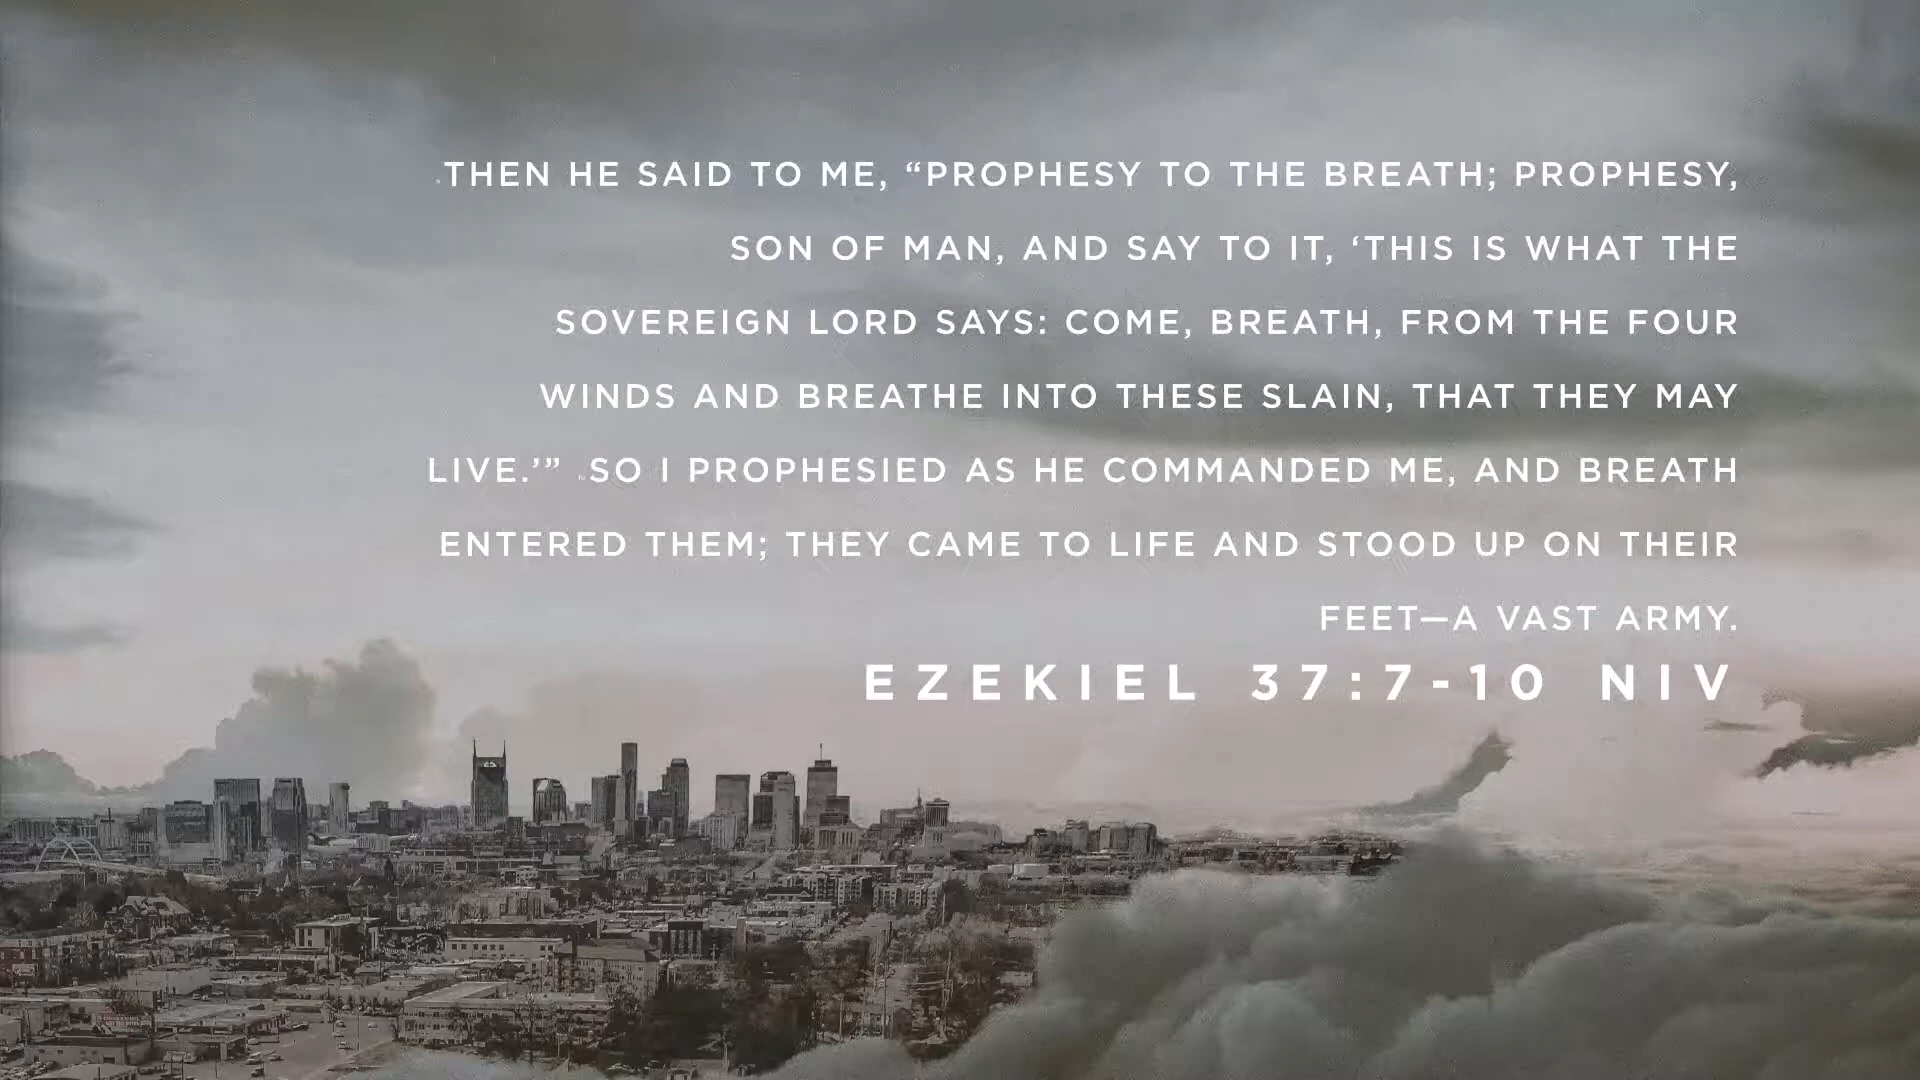 THEN HE SAID TO ME, “PROPHESY TO THE BREATH; PROPHESY,
SON OF MAN, AND SAY TO IT, ‘THIS IS WHAT THE
SOVEREIGN LORD SAYS: COME, BREATH, FROM THE FOUR
WINDS AND BREATHE INTO THESE SLAIN, THAT THEY MAY
LIVE.’” SO I PROPHESIED AS HE COMMANDED ME, AND BREATH
ENTERED THEM; THEY CAME TO LIFE AND STOOD UP ON THEIR
FEET—A VAST ARMY.
EZEKIEL 37:7-10 NIV